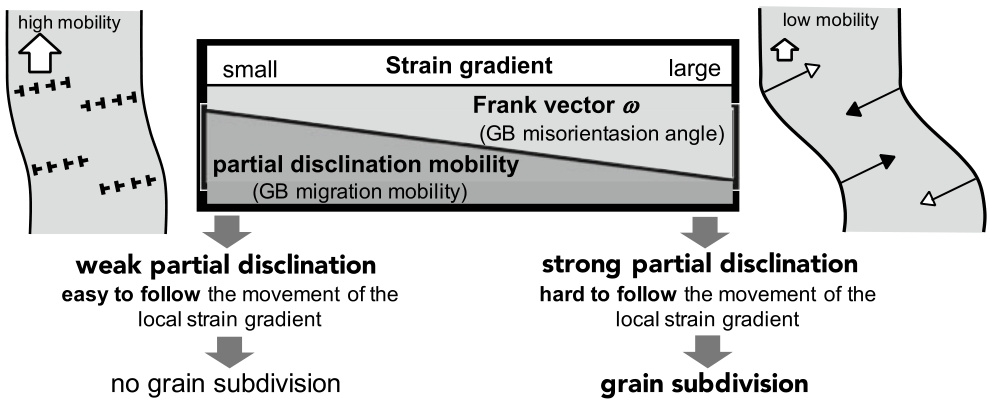 high mobility
low mobility
Strain gradient
small
large
Frank vector ω
(GB misorientasion angle)
partial disclination mobility
(GB migration mobility)
weak partial disclination
easy to follow the movement of the
local strain gradient
no grain subdivision
strong partial disclination
hard to follow the movement of the
local strain gradient
grain subdivision